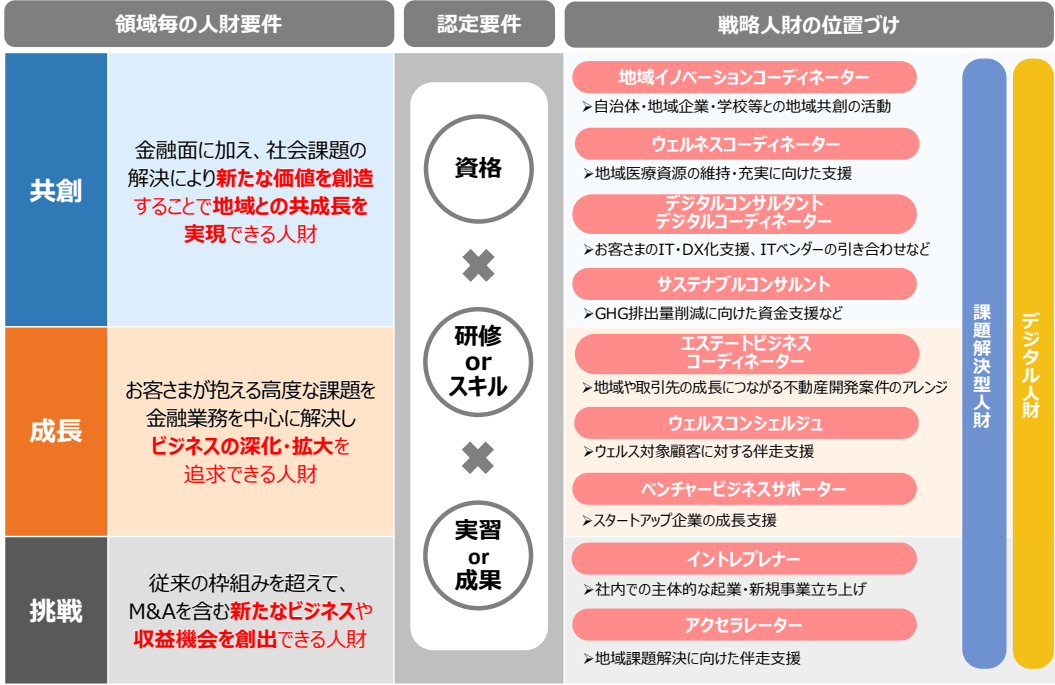 領域毎の人財要件
認定要件
戦略人財の位置づけ
共創
金融面に加え、社会課題の
解決により新たな価値を創造
することで地域との共成長を
実現できる人財
成長
お客さまが抱える高度な課題を
金融業務を中心に解決し
ビジネスの深化・拡大を
追求できる人財
挑戦
従来の枠組みを超えて、
M&Aを含む新たなビジネスや
収益機会を創出できる人財
資格
✖
研修
or
スキル
✖
実習
or
成果
地域イノベーションコーディネーター
➢自治体・地域企業・学校等との地域共創の活動
ウェルネスコーディネーター
➢地域医療資源の維持・充実に向けた支援
デジタルコンサルタント
デジタルコーディネーター
➢お客さまのIT・DX化支援、ITベンダーの引き合わせなど
サステナブルコンサルント
➢GHG排出量削減に向けた資金支援など
エステートビジネス
コーディネーター
➢地域や取引先の成長につながる不動産開発案件のアレンジ
ウェルスコンシェルジュ
➢ウェルス対象顧客に対する伴走支援
ベンチャービジネスサポーター
➢スタートアップ企業の成長支援
イントレプレナー
➢社内での主体的な起業・新規事業立ち上げ
アクセラレーター
➢地域課題解決に向けた伴走支援
課題解決型人財
デジタル人財